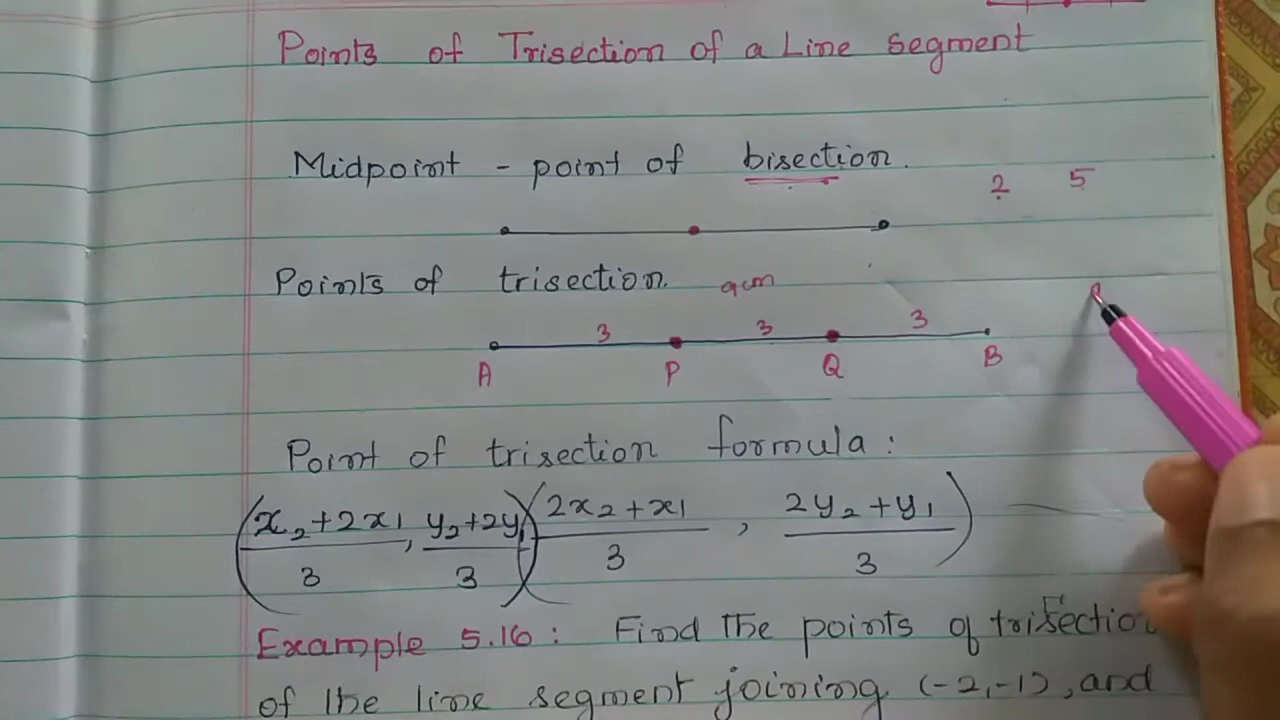 Points of Trisection of a Line segment
Midpoint - point of bisection.
2 5
Points of trisection. 9cm
3 3 3
A P Q B
Point of trisection formula:
(x₂+2x₁/3, y₂+2y₁/3) (2x₂+x₁/3, 2y₂+y₁/3)
Example 5.16: Find The points of trisection
of the line segment joining (-2,-1), and